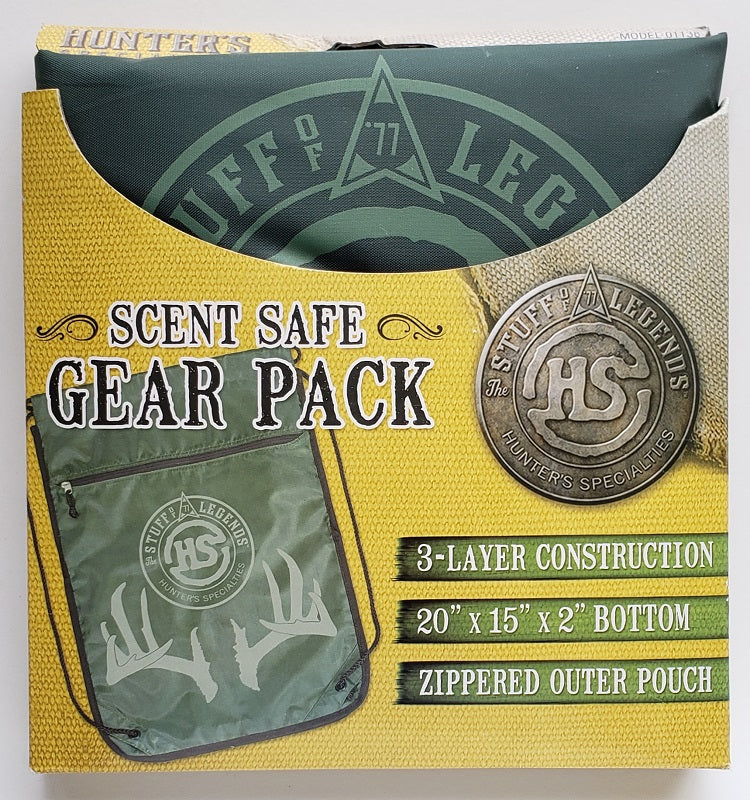 HUNTER'S
MODEL 01136
STUFF OF LEGE
'77
SCENT SAFE
GEAR PACK
The STUFF OF LEGENDS
'77
HS
HUNTER'S SPECIALTIES
The STUFF OF LEGENDS
'77
HS
HUNTER'S SPECIALTIES
3-LAYER CONSTRUCTION
20" x 15" x 2" BOTTOM
ZIPPERED OUTER POUCH